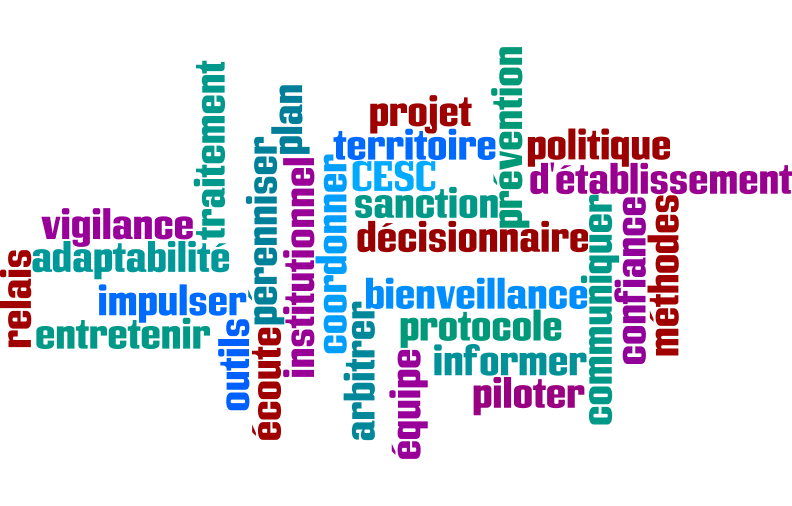 traitement
plan
prévention
projet
territoire
politique
CESC
d'établissement
sanction
vigilance
pérenniser
institutionnel
coordonner
décisionnaire
communiquer
confiance
méthodes
adaptabilité
relais
impulser
bienveillance
entretenir
protocole
outils
écoute
arbitrer
informer
équipe
piloter